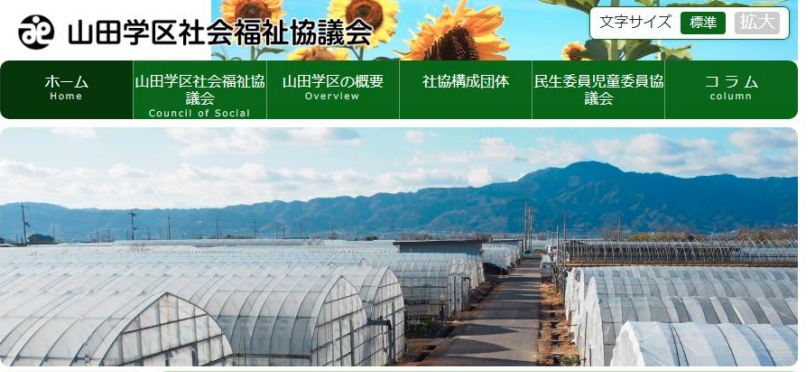 山田学区社会福祉協議会
文字サイズ 標準 拡大
ホーム
Home
山田学区社会福祉協
議会
Council of Social
山田学区の概要
Overview
社協構成団体
民生委員児童委員協
議会
コラム
column